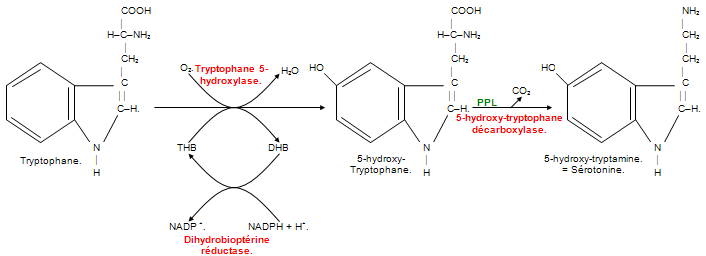 COOH
H–C–NH₂
CH₂
C
C–H.
N
H
Tryptophane.
O₂.
Tryptophane 5-
hydroxylase.
H₂O
THB
DHB
NADP⁻.
NADPH + H⁺.
Dihydrobioptérine
réductase.
COOH
H–C–NH₂
CH₂
HO
C
C–H.
N
H
5-hydroxy-
Tryptophane.
PPL
CO₂
5-hydroxy-tryptophane
décarboxylase.
NH₂
CH₂
CH₂
HO
C
C–H.
N
H
5-hydroxy-tryptamine.
= Sérotonine.